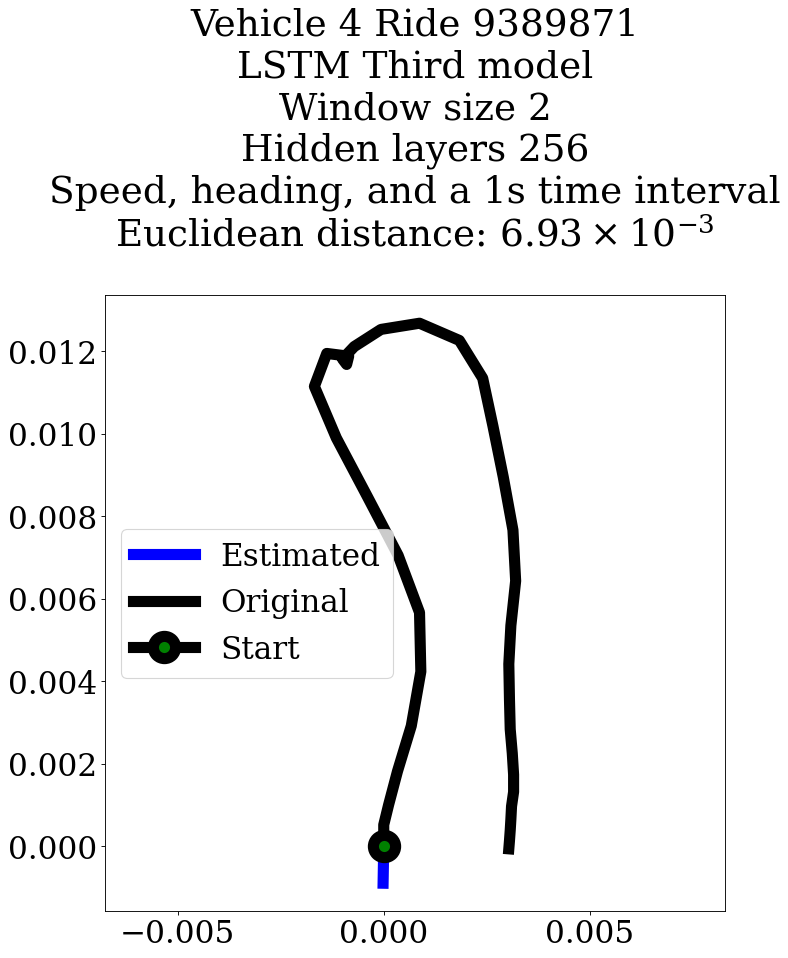 Vehicle 4 Ride 9389871
LSTM Third model
Window size 2
Hidden layers 256
Speed, heading, and a 1s time interval
Euclidean distance: 6.93 × 10⁻³
0.012
0.010
0.008
0.006
0.004
0.002
0.000
Estimated
Original
Start
−0.005
0.000
0.005